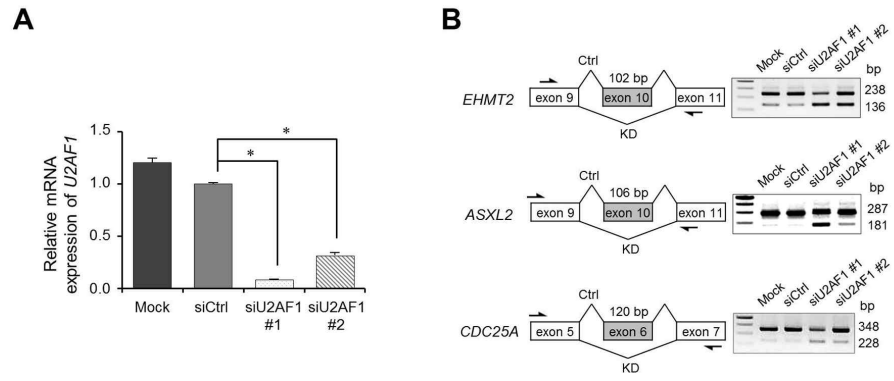 A
Relative mRNA
expression of U2AF1
1.5
1.0
0.5
0.0
*
*
Mock
siCtrl
siU2AF1
#1
siU2AF1
#2
B
EHMT2
Ctrl
102 bp
exon 9
exon 10
exon 11
KD
Mock
siCtrl
siU2AF1 #1
siU2AF1 #2
bp
238
136
ASXL2
Ctrl
106 bp
exon 9
exon 10
exon 11
KD
Mock
siCtrl
siU2AF1 #1
siU2AF1 #2
bp
287
181
CDC25A
Ctrl
120 bp
exon 5
exon 6
exon 7
KD
Mock
siCtrl
siU2AF1 #1
siU2AF1 #2
bp
348
228